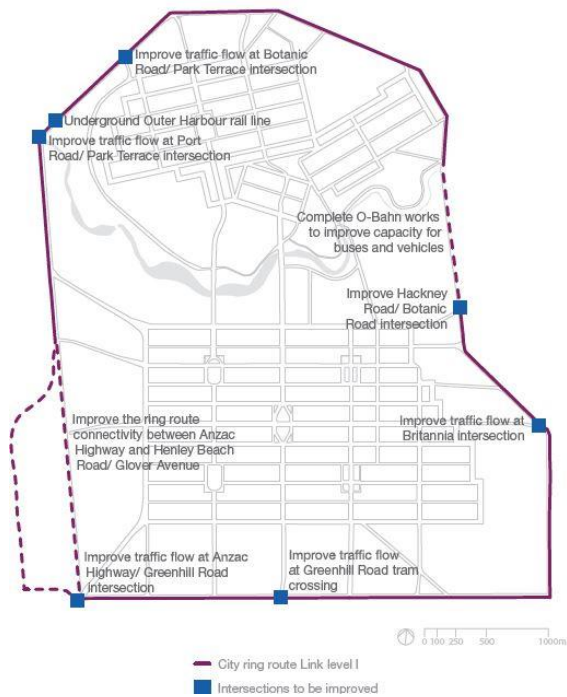 Improve traffic flow at Botanic
Road/ Park Terrace intersection
Underground Outer Harbour rail line
Improve traffic flow at Port
Road/ Park Terrace intersection
Complete O-Bahn works
to improve capacity for
buses and vehicles
Improve Hackney
Road/ Botanic
Road intersection
Improve the ring route
connectivity between Anzac
Highway and Henley Beach
Road/ Glover Avenue
Improve traffic flow at
Britannia intersection
Improve traffic flow at Anzac
Highway/ Greenhill Road
intersection
Improve traffic flow
at Greenhill Road tram
crossing
0 100 250 500 1000m
City ring route Link level I
Intersections to be improved